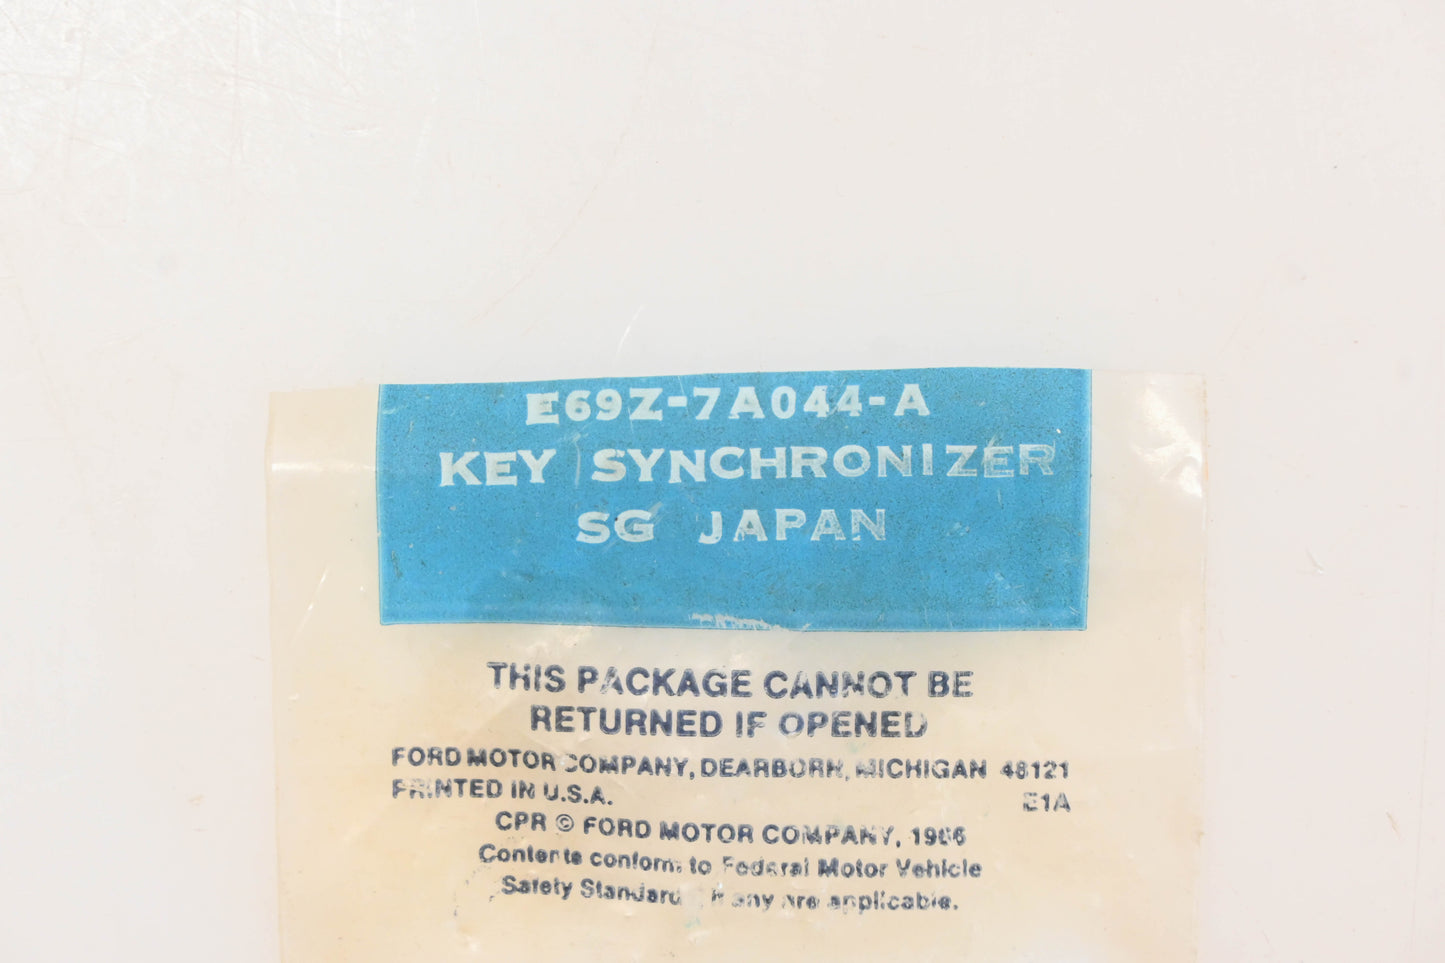 E69Z-7A044-A
KEY SYNCHRONIZER
SG JAPAN
THIS PACKAGE CANNOT BE
RETURNED IF OPENED
FORD MOTOR COMPANY, DEARBORN, MICHIGAN 48121
PRINTED IN U.S.A. E1A
CPR © FORD MOTOR COMPANY, 1966
Contents conform to Federal Motor Vehicle
Safety Standards if any are applicable.